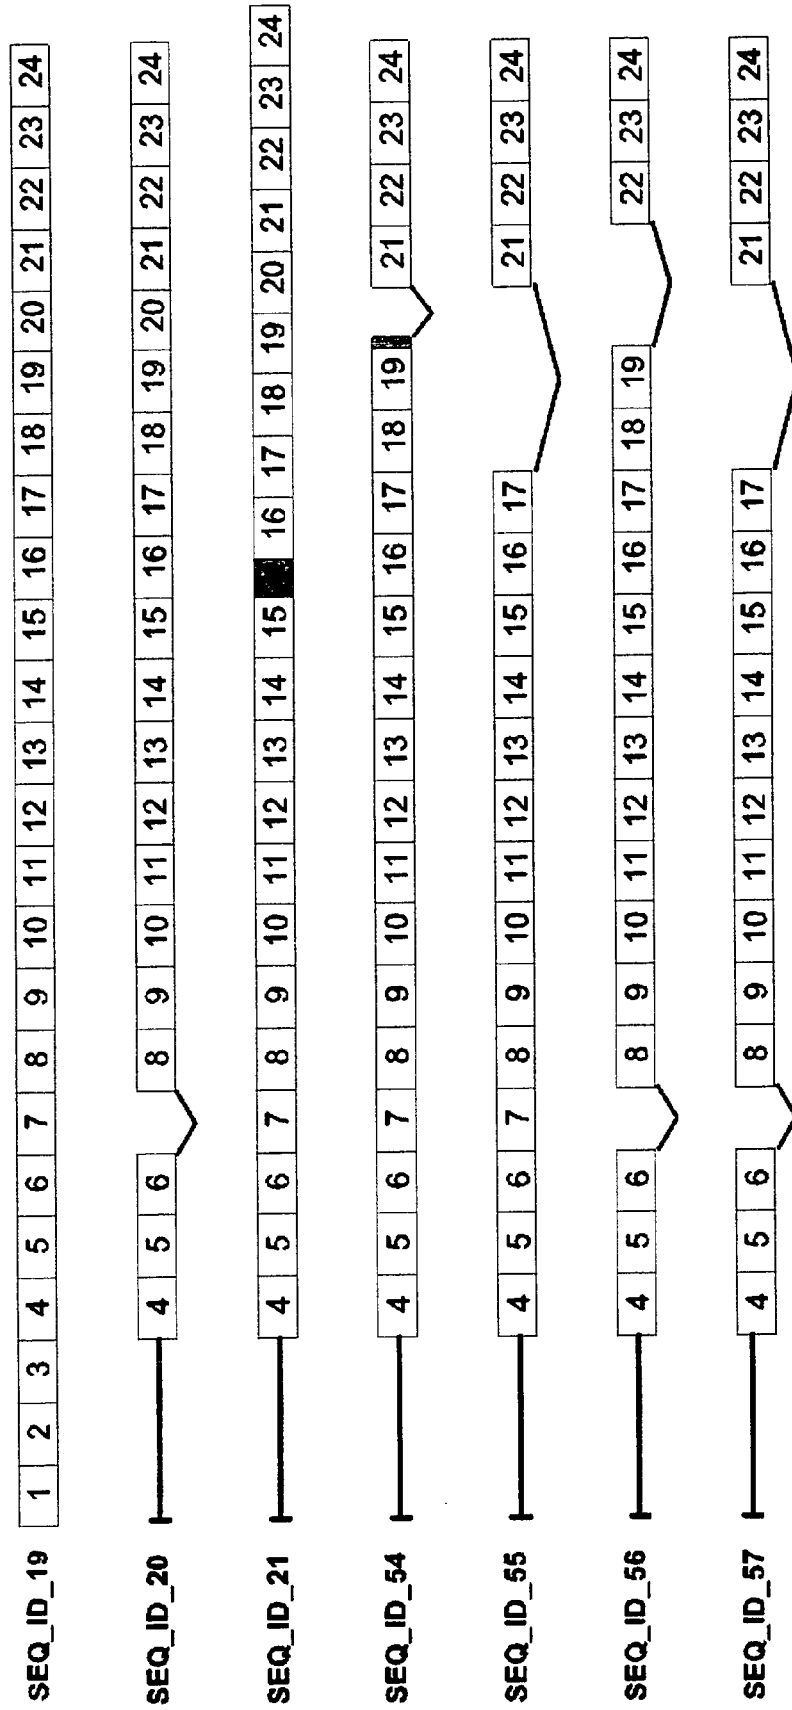 SEQ_ID_19 1 2 3 4 5 6 7 8 9 10 11 12 13 14 15 16 17 18 19 20 21 22 23 24
SEQ_ID_20 4 5 6 8 9 10 11 12 13 14 15 16 17 18 19 20 21 22 23 24
SEQ_ID_21 4 5 6 7 8 9 10 11 12 13 14 15 16 17 18 19 20 21 22 23 24
SEQ_ID_54 4 5 6 7 8 9 10 11 12 13 14 15 16 17 18 19 21 22 23 24
SEQ_ID_55 4 5 6 7 8 9 10 11 12 13 14 15 16 17 21 22 23 24
SEQ_ID_56 4 5 6 8 9 10 11 12 13 14 15 16 17 18 19 22 23 24
SEQ_ID_57 4 5 6 8 9 10 11 12 13 14 15 16 17 21 22 23 24